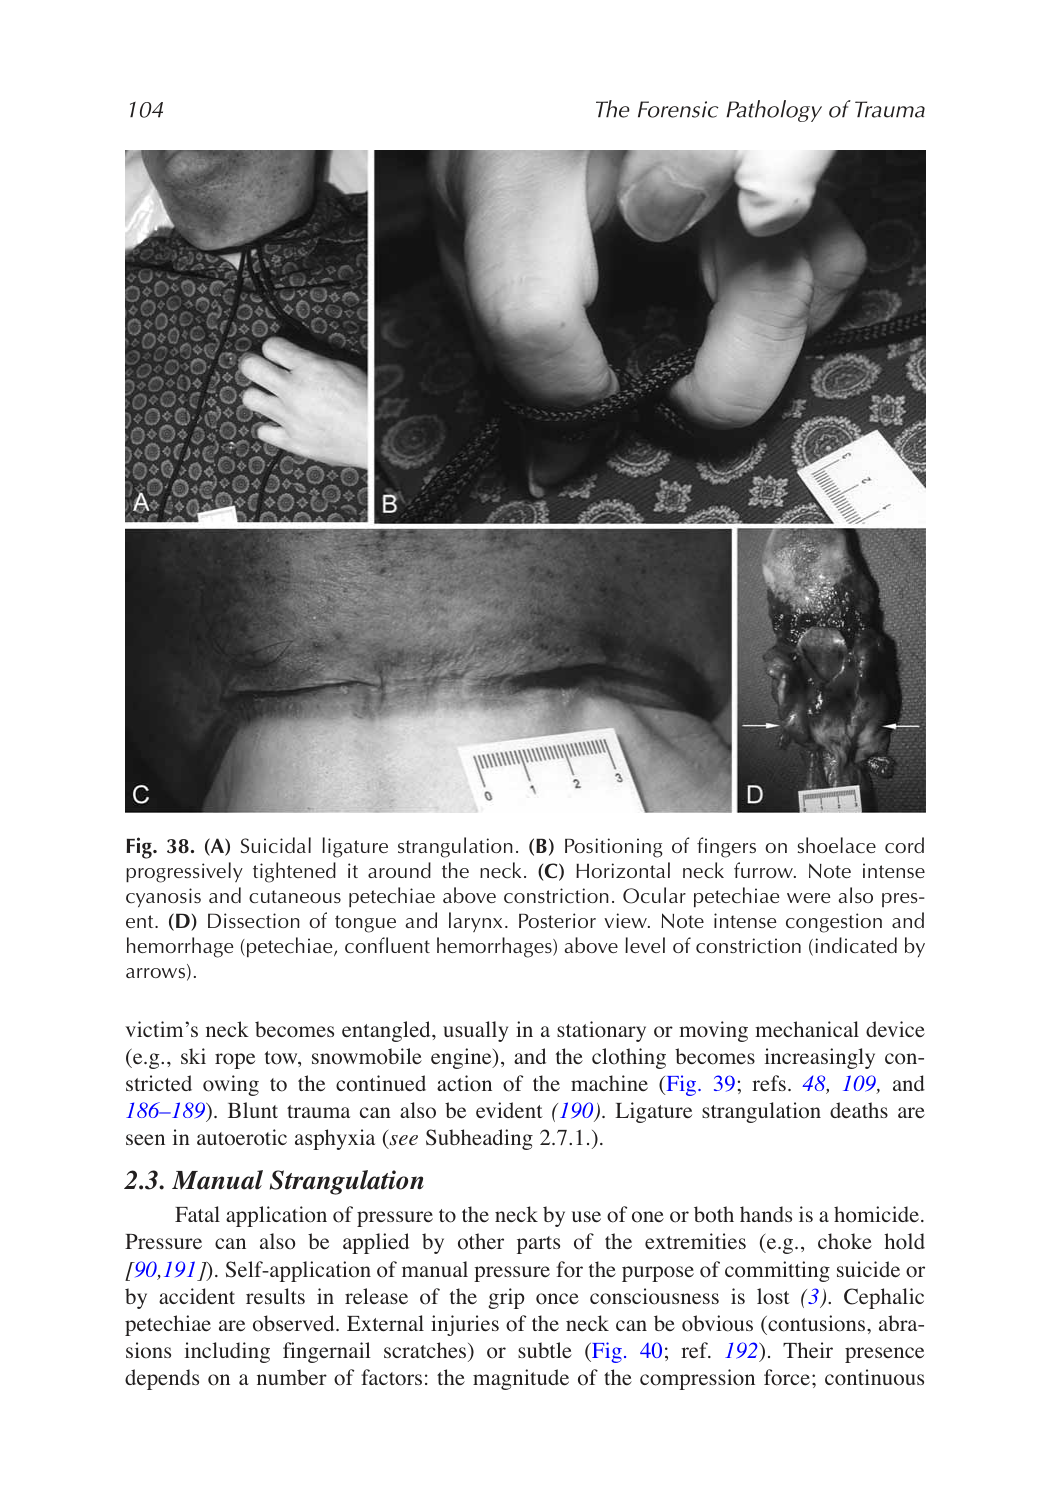 104
The Forensic Pathology of Trauma
A
B
3
2
1
C
0
1
2
3
D
Fig. 38. (A) Suicidal ligature strangulation. (B) Positioning of fingers on shoelace cord
progressively tightened it around the neck. (C) Horizontal neck furrow. Note intense
cyanosis and cutaneous petechiae above constriction. Ocular petechiae were also pres-
ent. (D) Dissection of tongue and larynx. Posterior view. Note intense congestion and
hemorrhage (petechiae, confluent hemorrhages) above level of constriction (indicated by
arrows).
victim's neck becomes entangled, usually in a stationary or moving mechanical device
(e.g., ski rope tow, snowmobile engine), and the clothing becomes increasingly con-
stricted owing to the continued action of the machine (Fig. 39; refs. 48, 109, and
186–189). Blunt trauma can also be evident (190). Ligature strangulation deaths are
seen in autoerotic asphyxia (see Subheading 2.7.1.).
2.3. Manual Strangulation
Fatal application of pressure to the neck by use of one or both hands is a homicide.
Pressure can also be applied by other parts of the extremities (e.g., choke hold
[90,191]). Self-application of manual pressure for the purpose of committing suicide or
by accident results in release of the grip once consciousness is lost (3). Cephalic
petechiae are observed. External injuries of the neck can be obvious (contusions, abra-
sions including fingernail scratches) or subtle (Fig. 40; ref. 192). Their presence
depends on a number of factors: the magnitude of the compression force; continuous